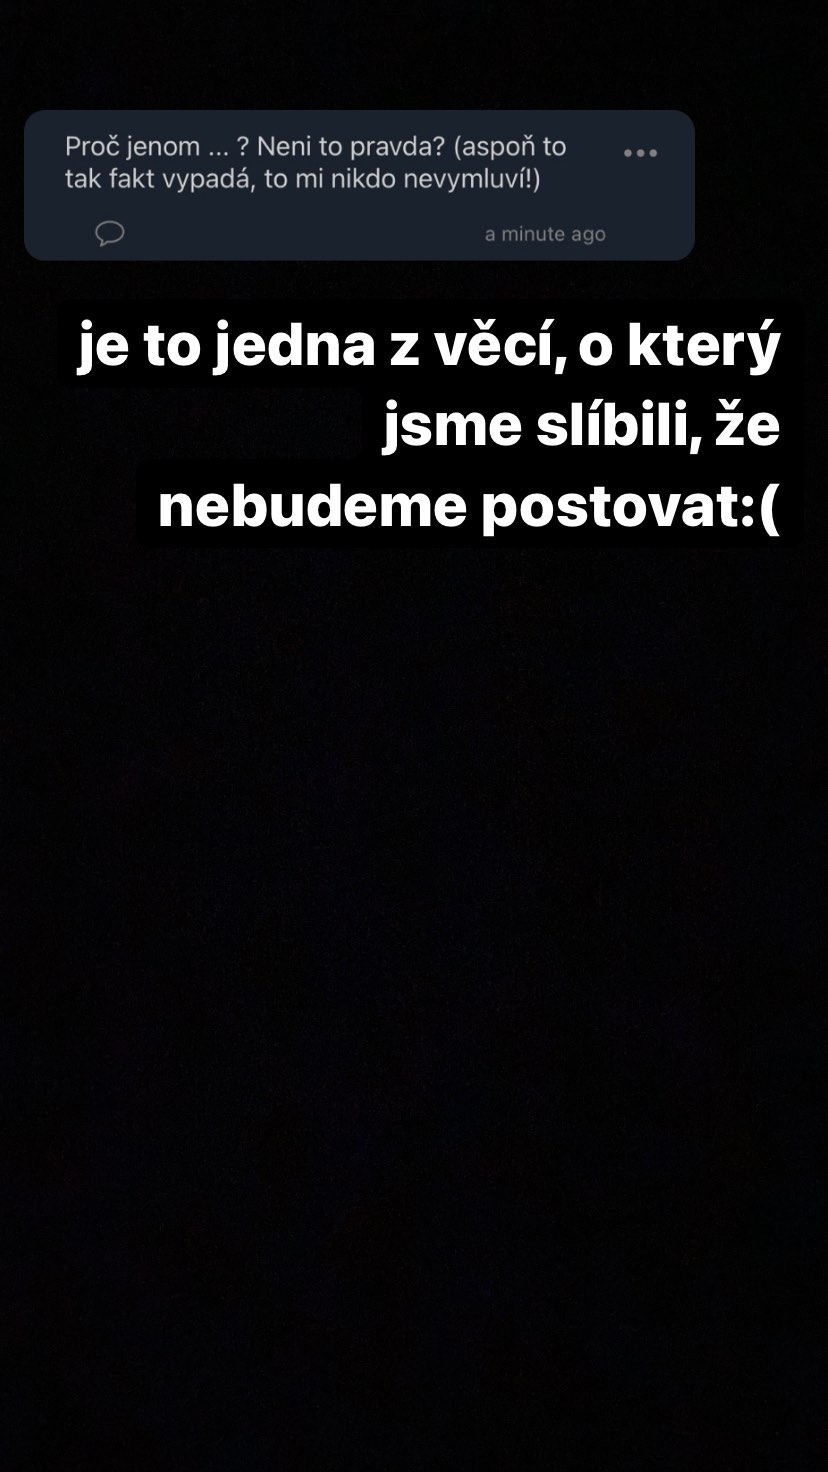 Proč jenom ... ? Neni to pravda? (aspoň to
tak fakt vypadá, to mi nikdo nevymluví!)
a minute ago
je to jedna z věcí, o který
jsme slíbili, že
nebudeme postovat:(